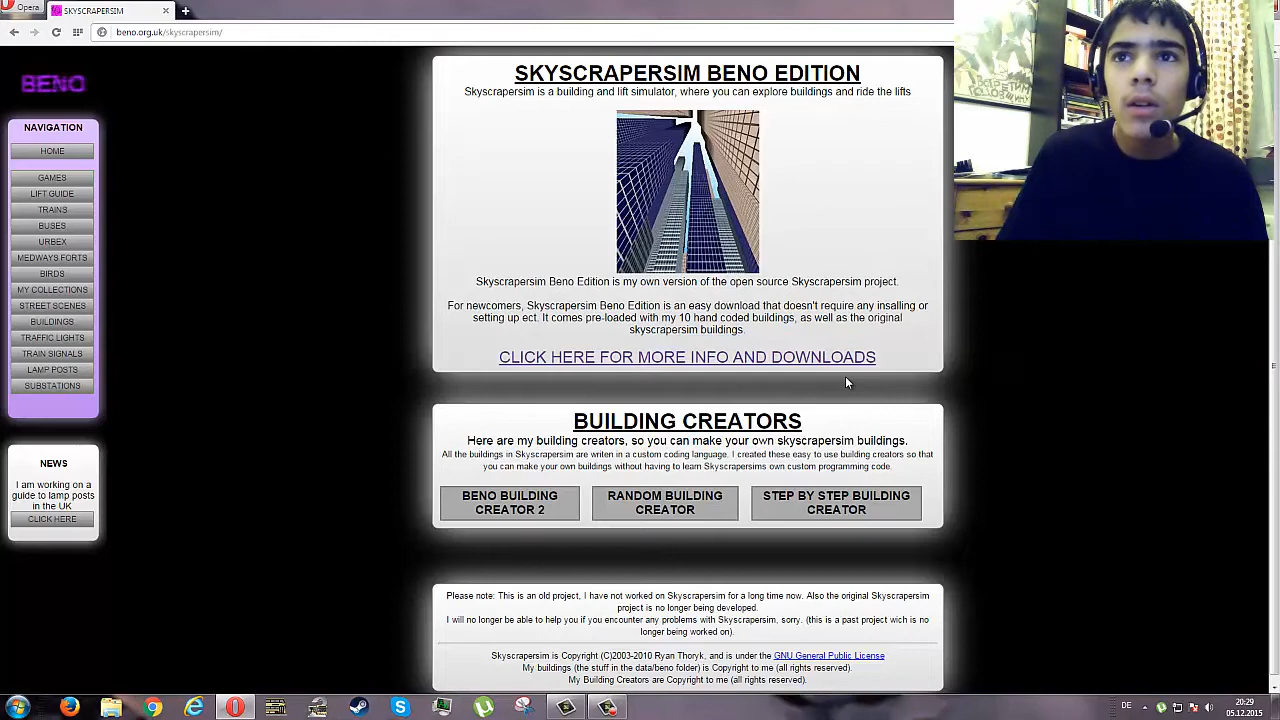 Opera
SKYSCRAPERSIM
beno.org.uk/skyscrapersim/
BENO
NAVIGATION
HOME
GAMES
LIFT GUIDE
TRAINS
BUSES
URBEX
MEDWAYS FORTS
BIRDS
MY COLLECTIONS
STREET SCENES
BUILDINGS
TRAFFIC LIGHTS
TRAIN SIGNALS
LAMP POSTS
SUBSTATIONS
NEWS
I am working on a
guide to lamp posts
in the UK
CLICK HERE
SKYSCRAPERSIM BENO EDITION
Skyscrapersim is a building and lift simulator, where you can explore buildings and ride the lifts
Skyscrapersim Beno Edition is my own version of the open source Skyscrapersim project.
For newcomers, Skyscrapersim Beno Edition is an easy download that doesn't require any insalling or
setting up ect. It comes pre-loaded with my 10 hand coded buildings, as well as the original
skyscrapersim buildings.
CLICK HERE FOR MORE INFO AND DOWNLOADS
BUILDING CREATORS
Here are my building creators, so you can make your own skyscrapersim buildings.
All the buildings in Skyscrapersim are writen in a custom coding language. I created these easy to use building creators so that
you can make your own buildings without having to learn Skyscrapersims own custom programming code.
BENO BUILDING
CREATOR 2
RANDOM BUILDING
CREATOR
STEP BY STEP BUILDING
CREATOR
Please note: This is an old project, I have not worked on Skyscrapersim for a long time now. Also the original Skyscrapersim
project is no longer being developed.
I will no longer be able to help you if you encounter any problems with Skyscrapersim, sorry. (this is a past project wich is no
longer being worked on).
Skyscrapersim is Copyright (C)2003-2010 Ryan Thoryk, and is under the GNU General Public License
My buildings (the stuff in the data/beno folder) is Copyright to me (all rights reserved).
My Building Creators are Copyright to me (all rights reserved).
DE
20:29
05.12.2015